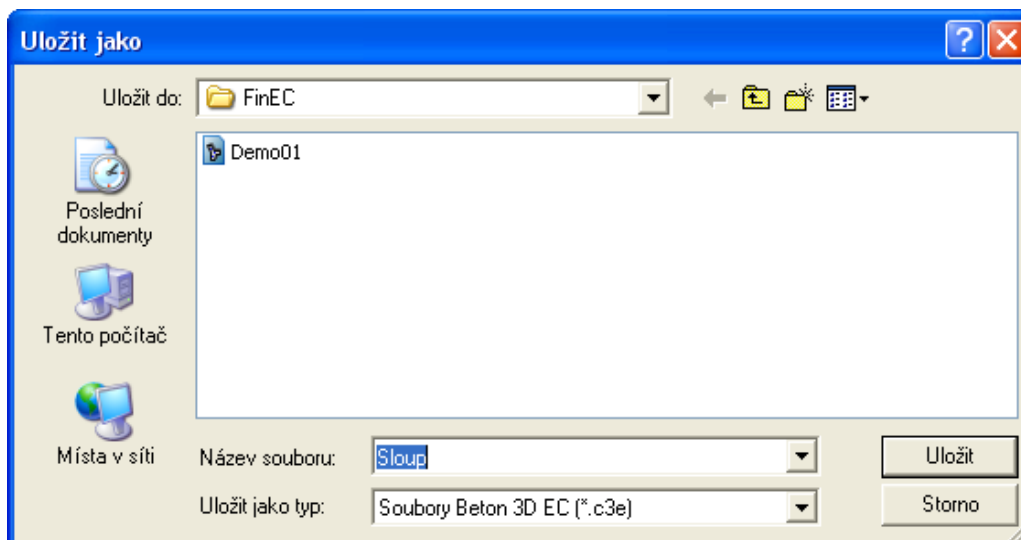 Uložit jako
Uložit do:
FinEC
Demo01
Poslední
dokumenty
Tento počítač
Místa v síti
Název souboru:
Sloup
Uložit
Uložit jako typ:
Soubory Beton 3D EC (*.c3e)
Storno